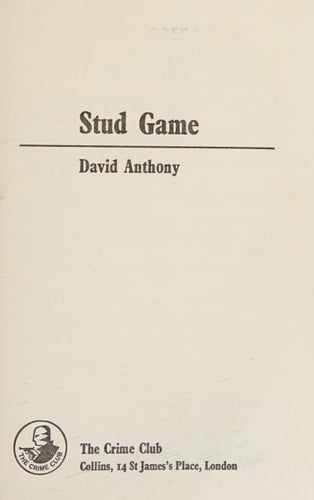 Stud Game
David Anthony
THE CRIME CLUB
The Crime Club
Collins, 14 St James's Place, London